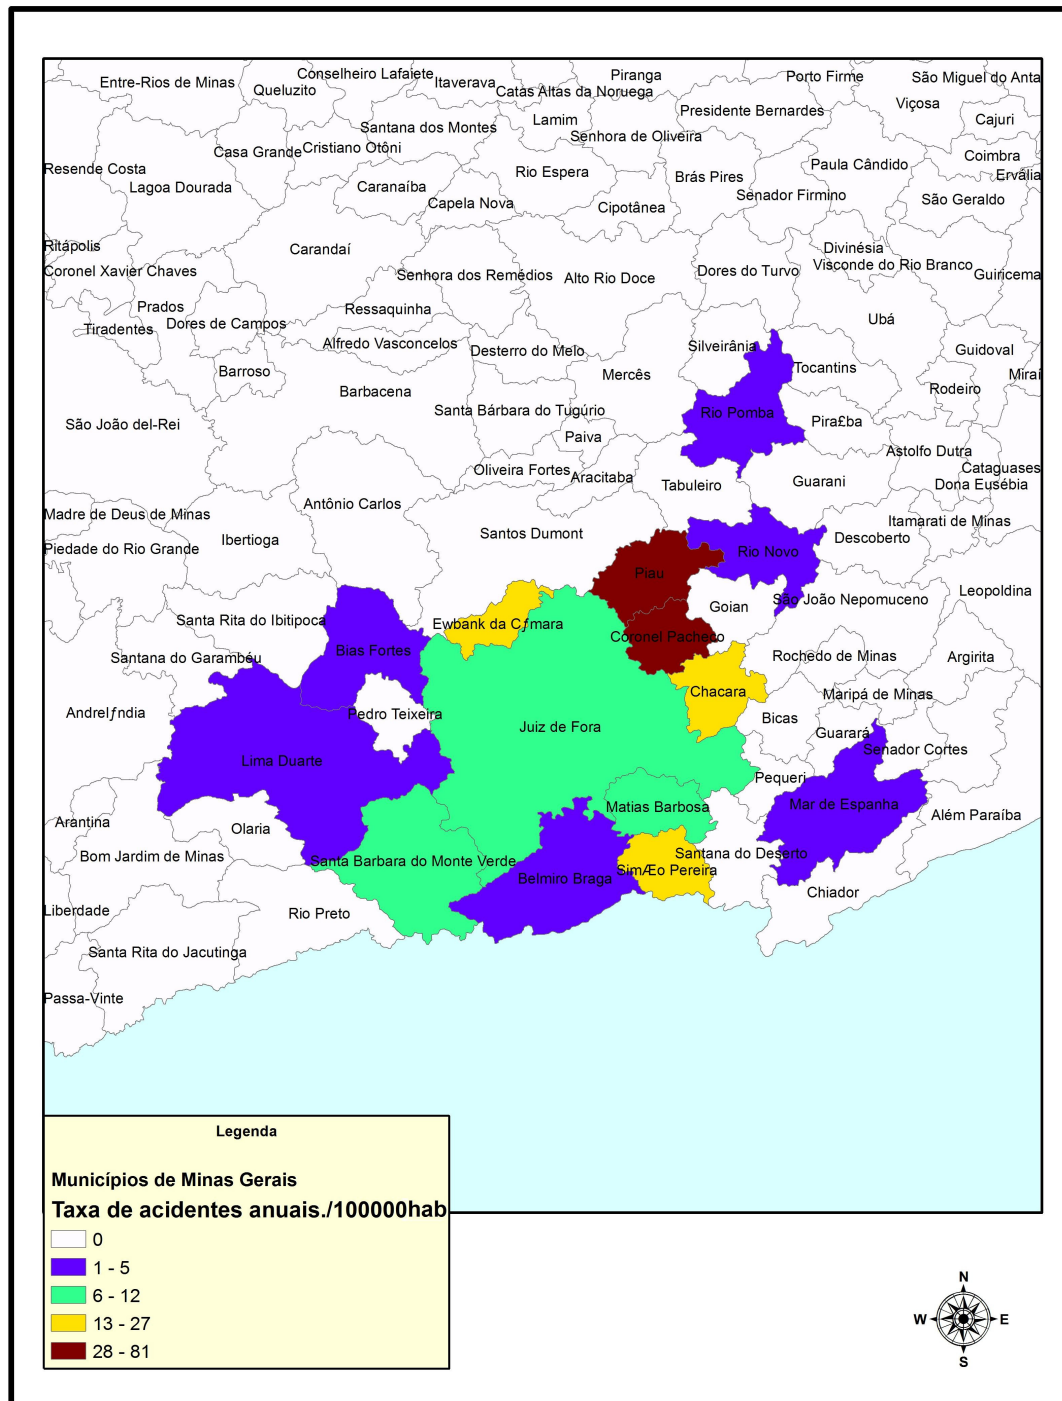 Entre-Rios de Minas
Queluzito
Conselheiro Lafaiete
Itaverava
Catas Altas da Noruega
Piranga
Porto Firme
São Miguel do Anta
Viçosa
Presidente Bernardes
Cajuri
Lamim
Santana dos Montes
Senhora de Oliveira
Casa Grande
Cristiano Otôni
Resende Costa
Lagoa Dourada
Caranaíba
Rio Espera
Brás Pires
Paula Cândido
Coimbra
Ervália
Senador Firmino
São Geraldo
Capela Nova
Cipotânea
Ritápolis
Carandaí
Divinésia
Visconde do Rio Branco
Guiricema
Coronel Xavier Chaves
Senhora dos Remédios
Alto Rio Doce
Dores do Turvo
Prados
Ressaquinha
Ubá
Tiradentes
Dores de Campos
Alfredo Vasconcelos
Desterro do Melo
Silveirânia
Guidoval
Barroso
Mercês
Tocantins
Miraí
Barbacena
Rodeiro
São João del-Rei
Santa Bárbara do Tugúrio
Rio Pomba
Pira£ba
Paiva
Astolfo Dutra
Oliveira Fortes
Aracitaba
Tabuleiro
Guarani
Cataguases
Dona Eusébia
Antônio Carlos
Madre de Deus de Minas
Itamarati de Minas
Ibertioga
Santos Dumont
Descoberto
Piedade do Rio Grande
Rio Novo
Piau
Leopoldina
São João Nepomuceno
Goian
Santa Rita do Ibitipoca
Ewbank da Cƒmara
Coronel Pacheco
Bias Fortes
Santana do Garambéu
Rochedo de Minas
Argirita
Chacara
Maripá de Minas
Andrelƒndia
Pedro Teixeira
Juiz de Fora
Bicas
Guarará
Senador Cortes
Lima Duarte
Pequeri
Mar de Espanha
Matias Barbosa
Além Paraíba
Arantina
Olaria
Bom Jardim de Minas
Santa Barbara do Monte Verde
Santana do Deserto
SimÆo Pereira
Belmiro Braga
Chiador
Liberdade
Rio Preto
Santa Rita do Jacutinga
Passa-Vinte
Legenda
Municípios de Minas Gerais
Taxa de acidentes anuais./100000hab
0
1 - 5
6 - 12
13 - 27
28 - 81
N
W
E
S